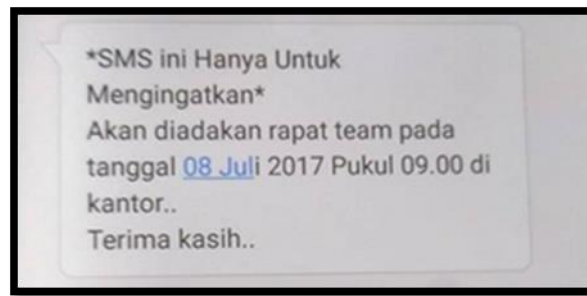 *SMS ini Hanya Untuk
Mengingatkan*
Akan diadakan rapat team pada
tanggal 08 Juli 2017 Pukul 09.00 di
kantor..
Terima kasih..